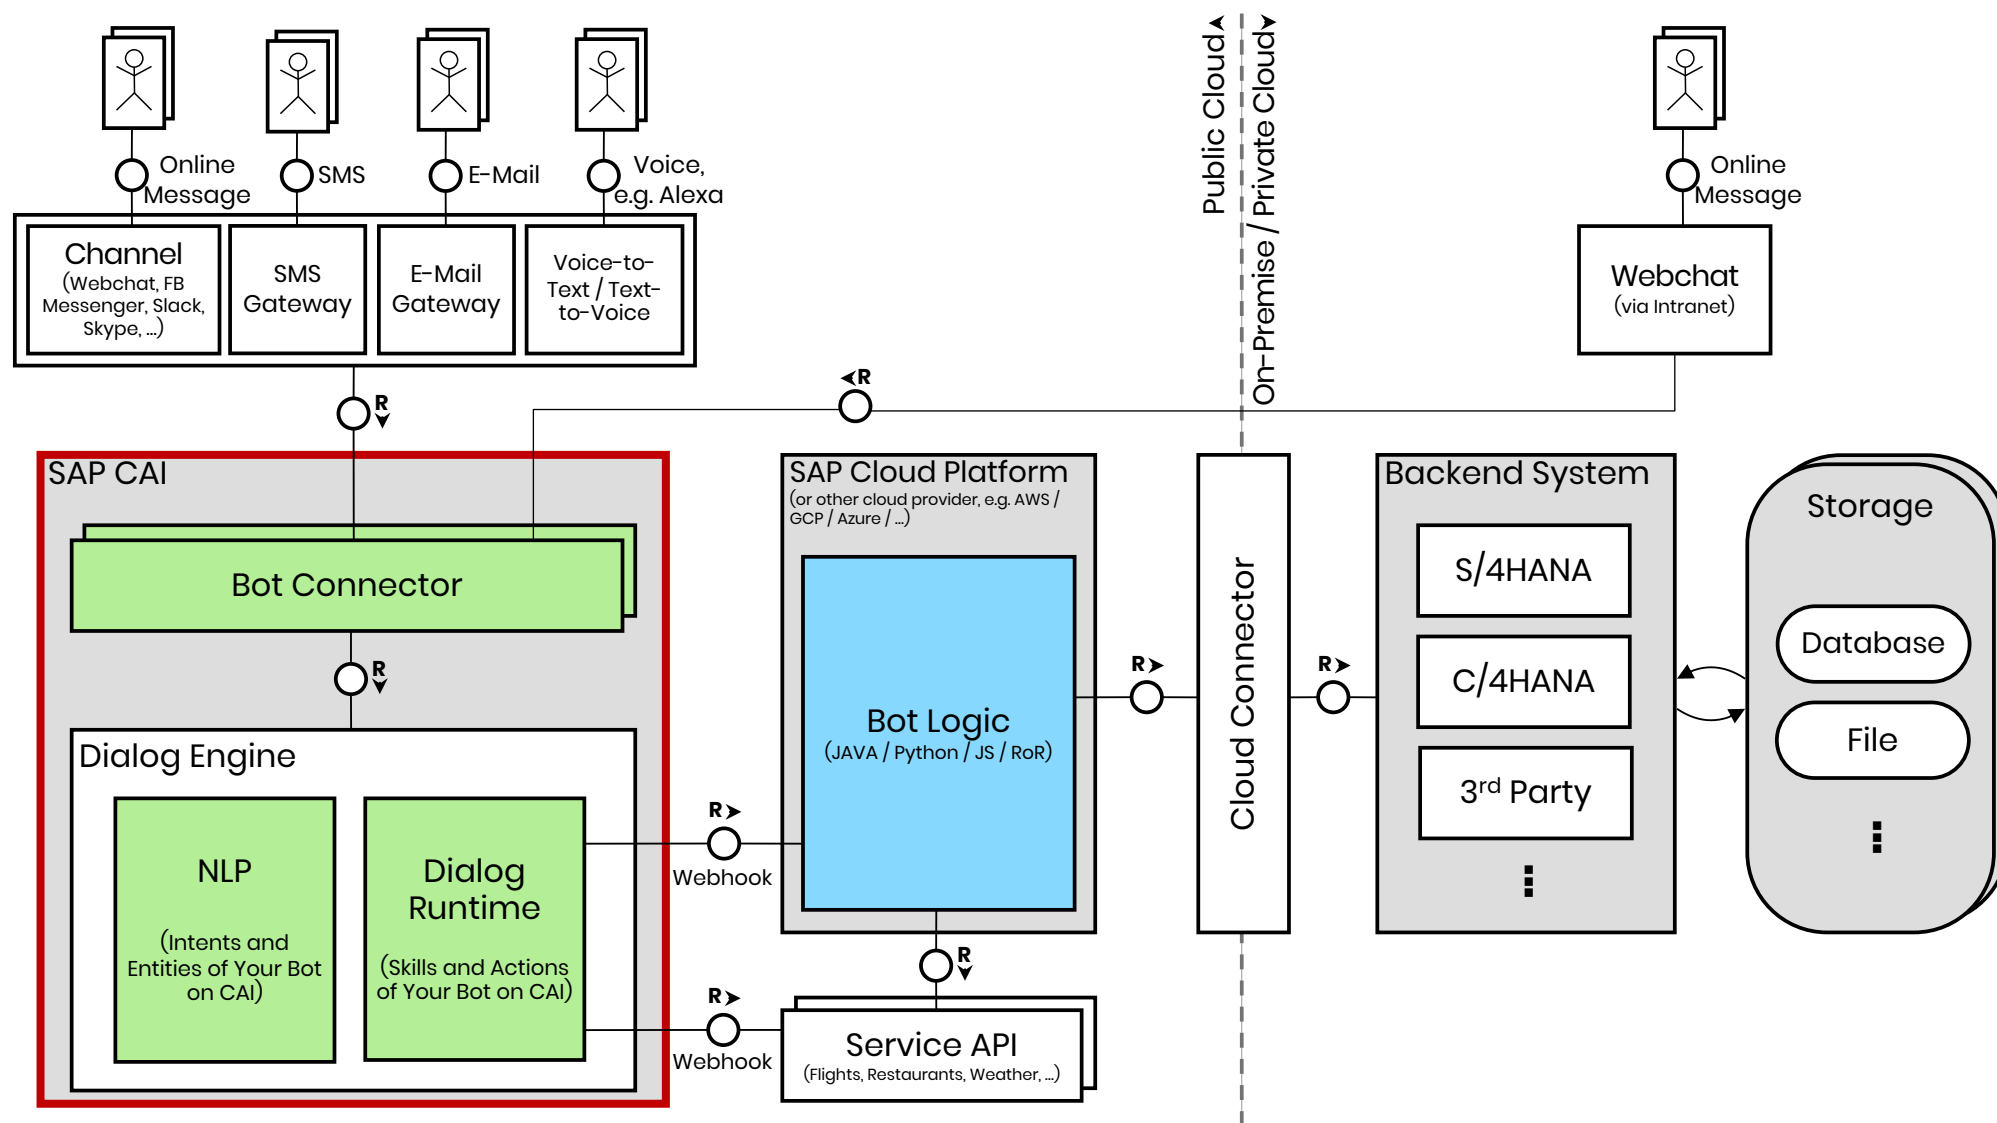 Online
Message
SMS
E-Mail
Voice,
e.g. Alexa
Public Cloud
On-Premise / Private Cloud
Online
Message
Channel
(Webchat, FB
Messenger, Slack,
Skype, ...)
SMS
Gateway
E-Mail
Gateway
Voice-to-
Text / Text-
to-Voice
Webchat
(via Intranet)
R
R
SAP CAI
Bot Connector
R
Dialog Engine
NLP
(Intents and
Entities of Your Bot
on CAI)
Dialog
Runtime
(Skills and Actions
of Your Bot on CAI)
R
Webhook
R
Webhook
SAP Cloud Platform
(or other cloud provider, e.g. AWS /
GCP / Azure / ...)
Bot Logic
(JAVA / Python / JS / RoR)
R
Service API
(Flights, Restaurants, Weather, ...)
R
Cloud Connector
R
Backend System
S/4HANA
C/4HANA
3rd Party
Storage
Database
File